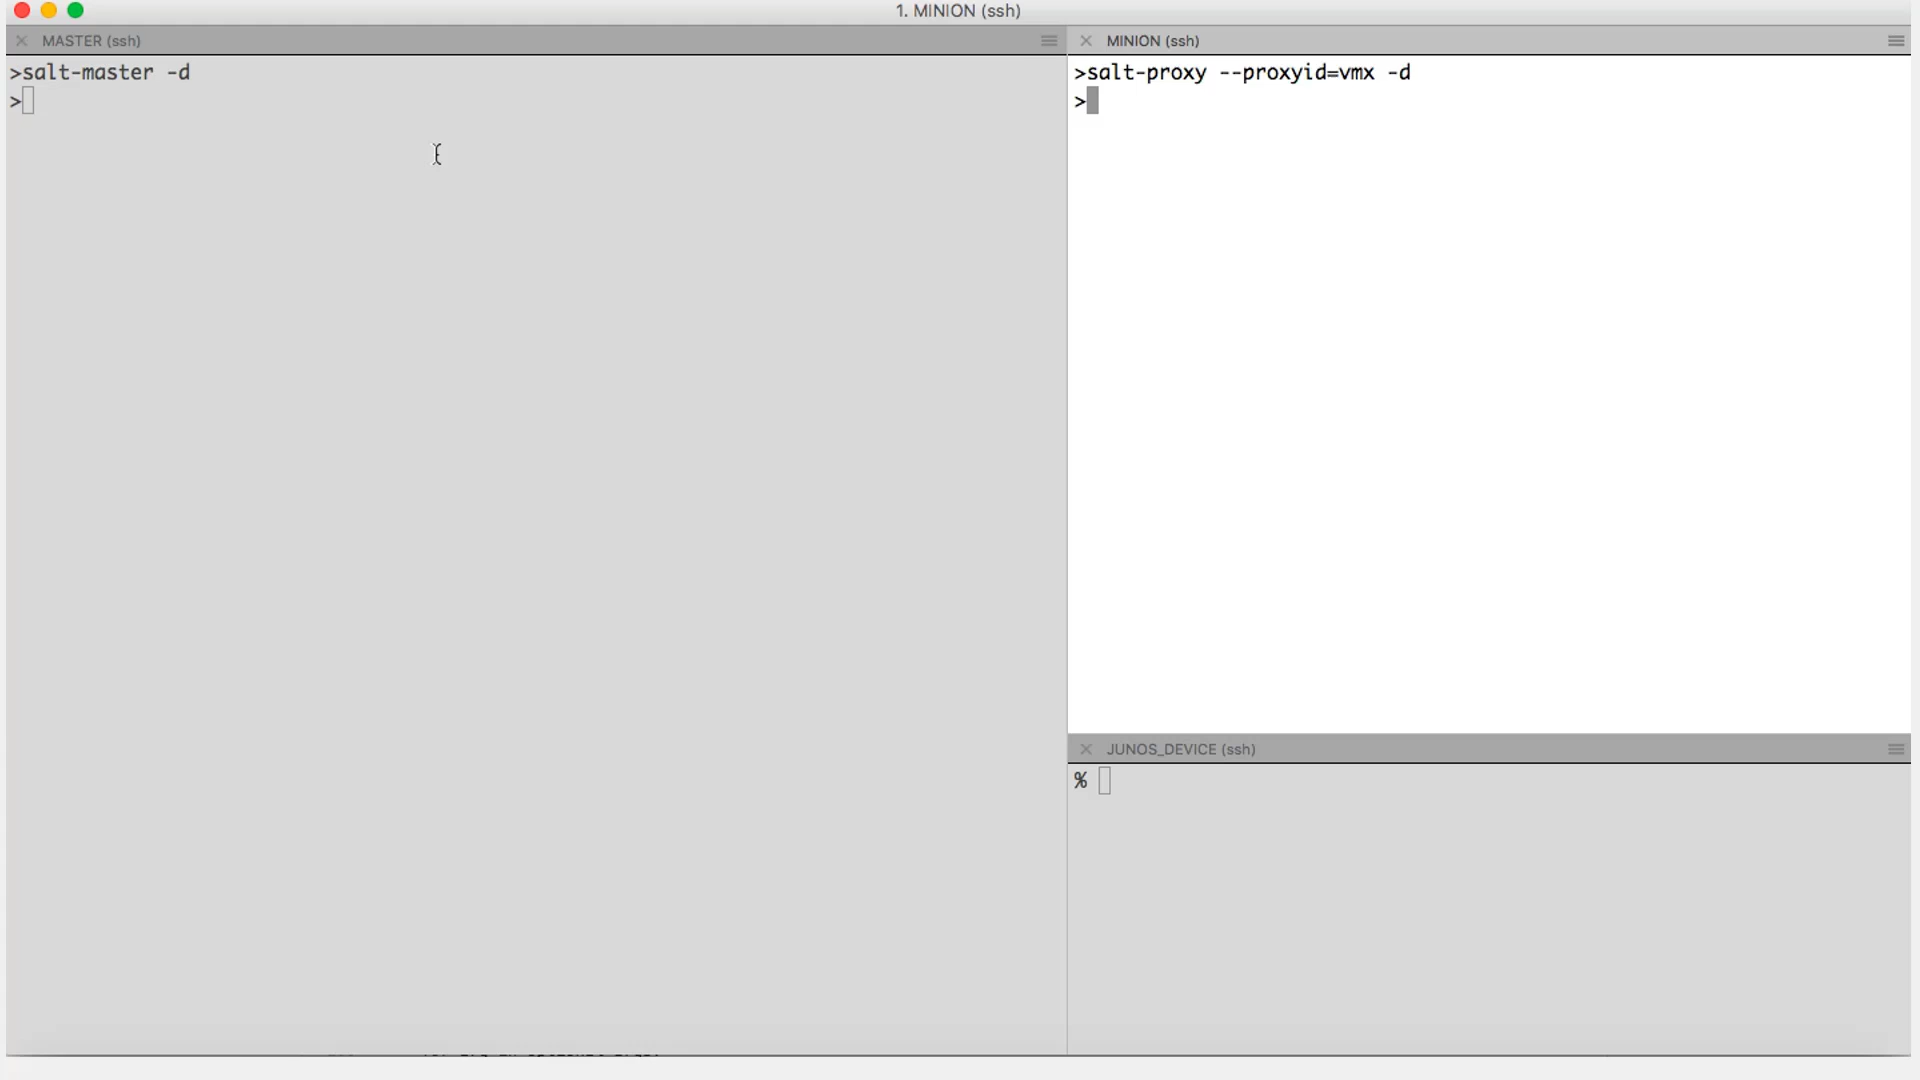 1. MINION (ssh)
MASTER (ssh)
>salt-master -d
>
MINION (ssh)
>salt-proxy --proxyid=vmx -d
>
JUNOS_DEVICE (ssh)
%